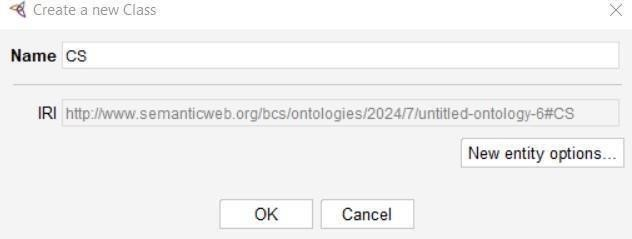 Create a new Class
Name CS
IRI http://www.semanticweb.org/bcs/ontologies/2024/7/untitled-ontology-6#CS
New entity options...
OK Cancel